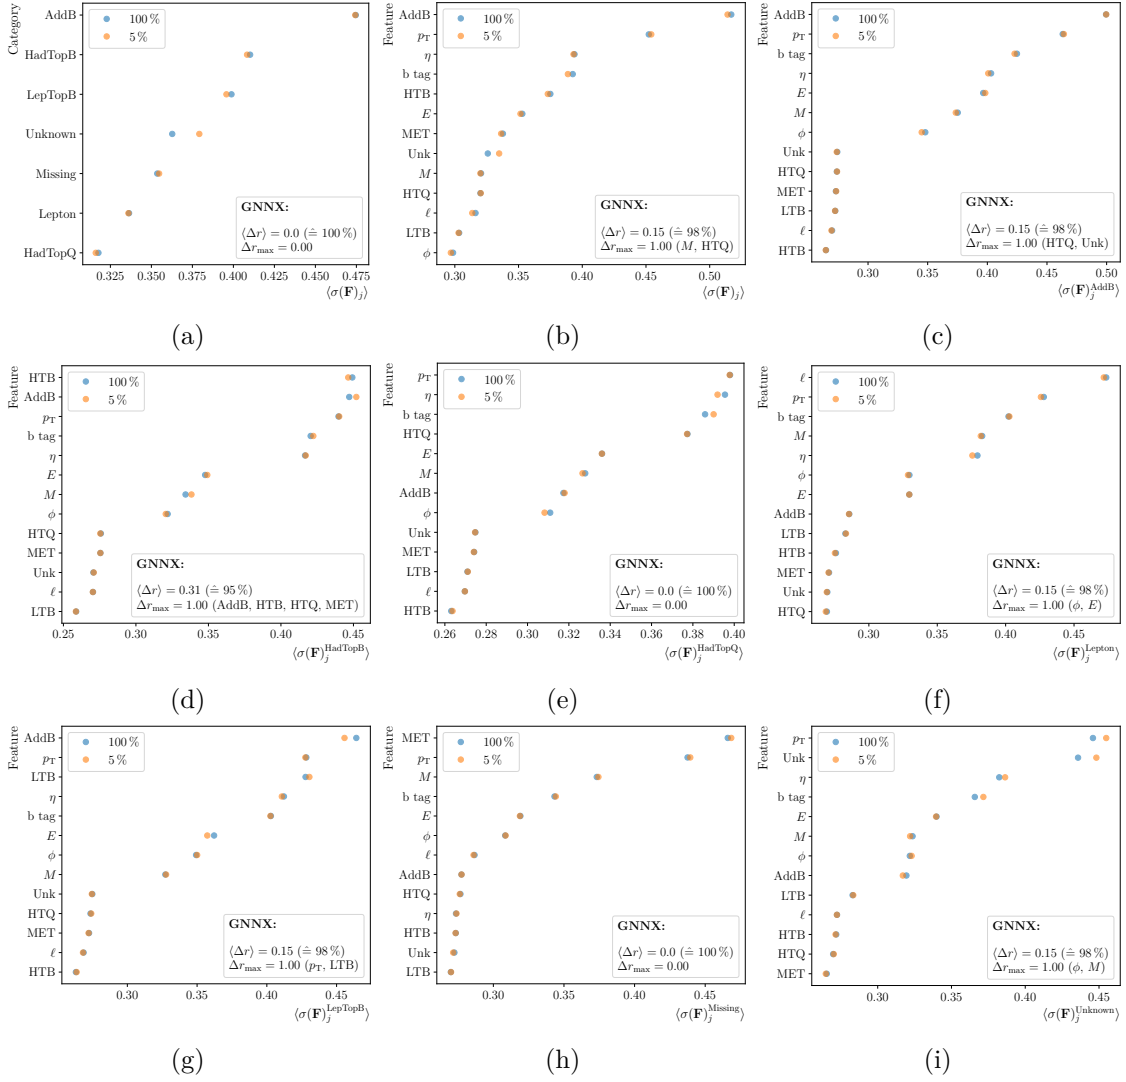 Category
AddB
HadTopB
LepTopB
Unknown
Missing
Lepton
HadTopQ
100 %
5 %
GNNX:
⟨Δr⟩ = 0.0 (≙ 100 %)
Δr_max = 0.00
0.325 0.350 0.375 0.400 0.425 0.450 0.475
⟨σ(F)_j⟩
(a)
Feature
AddB
p_T
η
b tag
HTB
E
MET
Unk
M
HTQ
ℓ
LTB
ϕ
100 %
5 %
GNNX:
⟨Δr⟩ = 0.15 (≙ 98 %)
Δr_max = 1.00 (M, HTQ)
0.30 0.35 0.40 0.45 0.50
⟨σ(F)_j⟩
(b)
Feature
AddB
p_T
b tag
η
E
M
ϕ
Unk
HTQ
MET
LTB
ℓ
HTB
100 %
5 %
GNNX:
⟨Δr⟩ = 0.15 (≙ 98 %)
Δr_max = 1.00 (HTQ, Unk)
0.30 0.35 0.40 0.45 0.50
⟨σ(F)_j^AddB⟩
(c)
Feature
HTB
AddB
p_T
b tag
η
E
M
ϕ
HTQ
MET
Unk
ℓ
LTB
100 %
5 %
GNNX:
⟨Δr⟩ = 0.31 (≙ 95 %)
Δr_max = 1.00 (AddB, HTB, HTQ, MET)
0.25 0.30 0.35 0.40 0.45
⟨σ(F)_j^HadTopB⟩
(d)
Feature
p_T
η
b tag
HTQ
E
M
AddB
ϕ
Unk
MET
LTB
ℓ
HTB
100 %
5 %
GNNX:
⟨Δr⟩ = 0.0 (≙ 100 %)
Δr_max = 0.00
0.26 0.28 0.30 0.32 0.34 0.36 0.38 0.40
⟨σ(F)_j^HadTopQ⟩
(e)
Feature
ℓ
p_T
b tag
M
η
ϕ
E
AddB
LTB
HTB
MET
Unk
HTQ
100 %
5 %
GNNX:
⟨Δr⟩ = 0.15 (≙ 98 %)
Δr_max = 1.00 (ϕ, E)
0.30 0.35 0.40 0.45
⟨σ(F)_j^Lepton⟩
(f)
Feature
AddB
p_T
LTB
η
b tag
E
ϕ
M
Unk
HTQ
MET
ℓ
HTB
100 %
5 %
GNNX:
⟨Δr⟩ = 0.15 (≙ 98 %)
Δr_max = 1.00 (p_T, LTB)
0.30 0.35 0.40 0.45
⟨σ(F)_j^LepTopB⟩
(g)
Feature
MET
p_T
M
b tag
E
ϕ
ℓ
AddB
HTQ
η
HTB
Unk
LTB
100 %
5 %
GNNX:
⟨Δr⟩ = 0.0 (≙ 100 %)
Δr_max = 0.00
0.30 0.35 0.40 0.45
⟨σ(F)_j^Missing⟩
(h)
Feature
p_T
Unk
η
b tag
E
M
ϕ
AddB
LTB
ℓ
HTB
HTQ
MET
100 %
5 %
GNNX:
⟨Δr⟩ = 0.15 (≙ 98 %)
Δr_max = 1.00 (ϕ, M)
0.30 0.35 0.40 0.45
⟨σ(F)_j^Unknown⟩
(i)